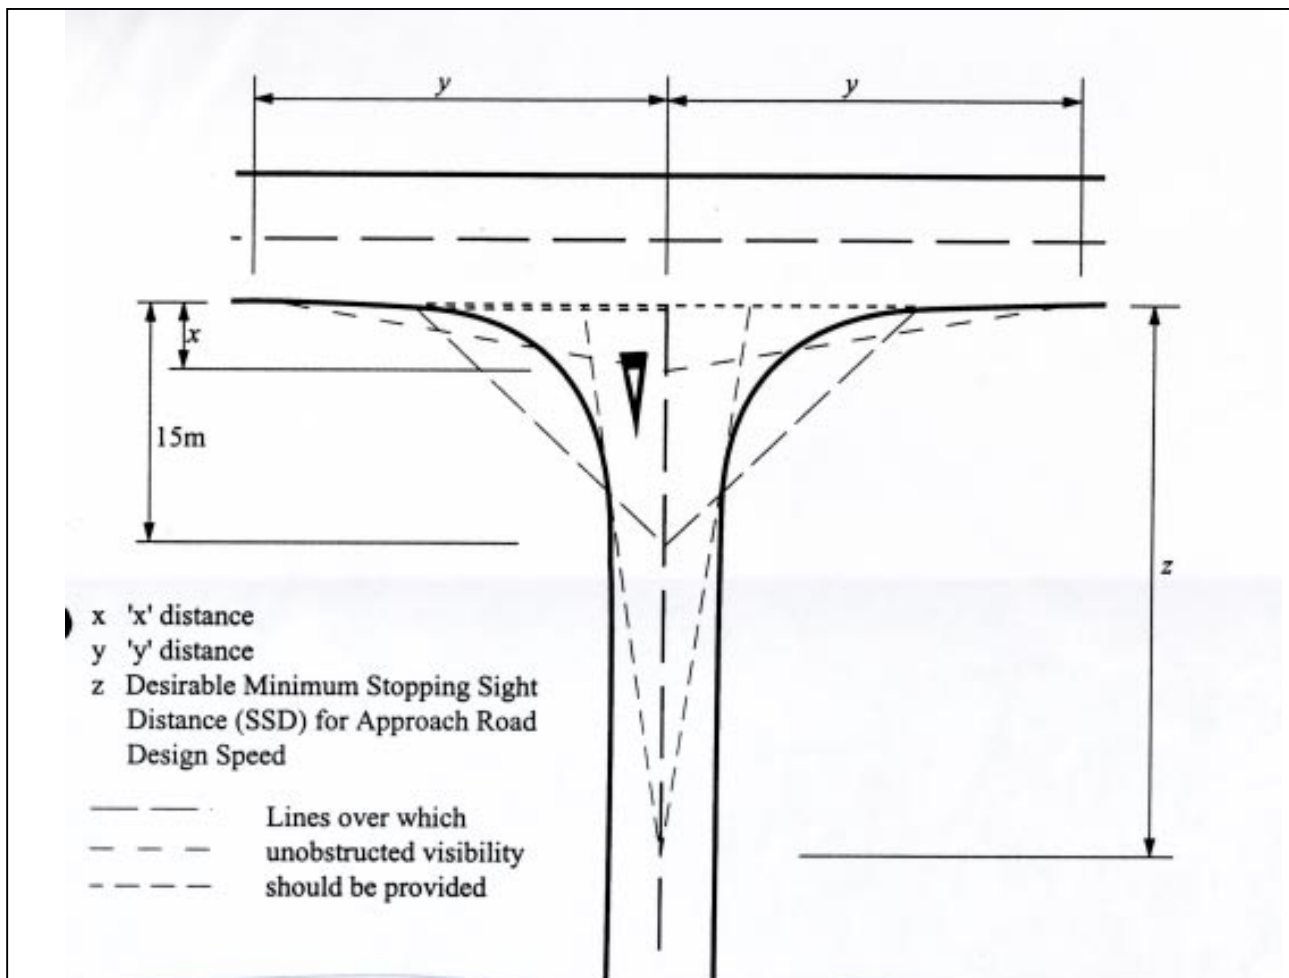 y
y
x
15m
z
x 'x' distance
y 'y' distance
z Desirable Minimum Stopping Sight
Distance (SSD) for Approach Road
Design Speed
Lines over which
unobstructed visibility
should be provided